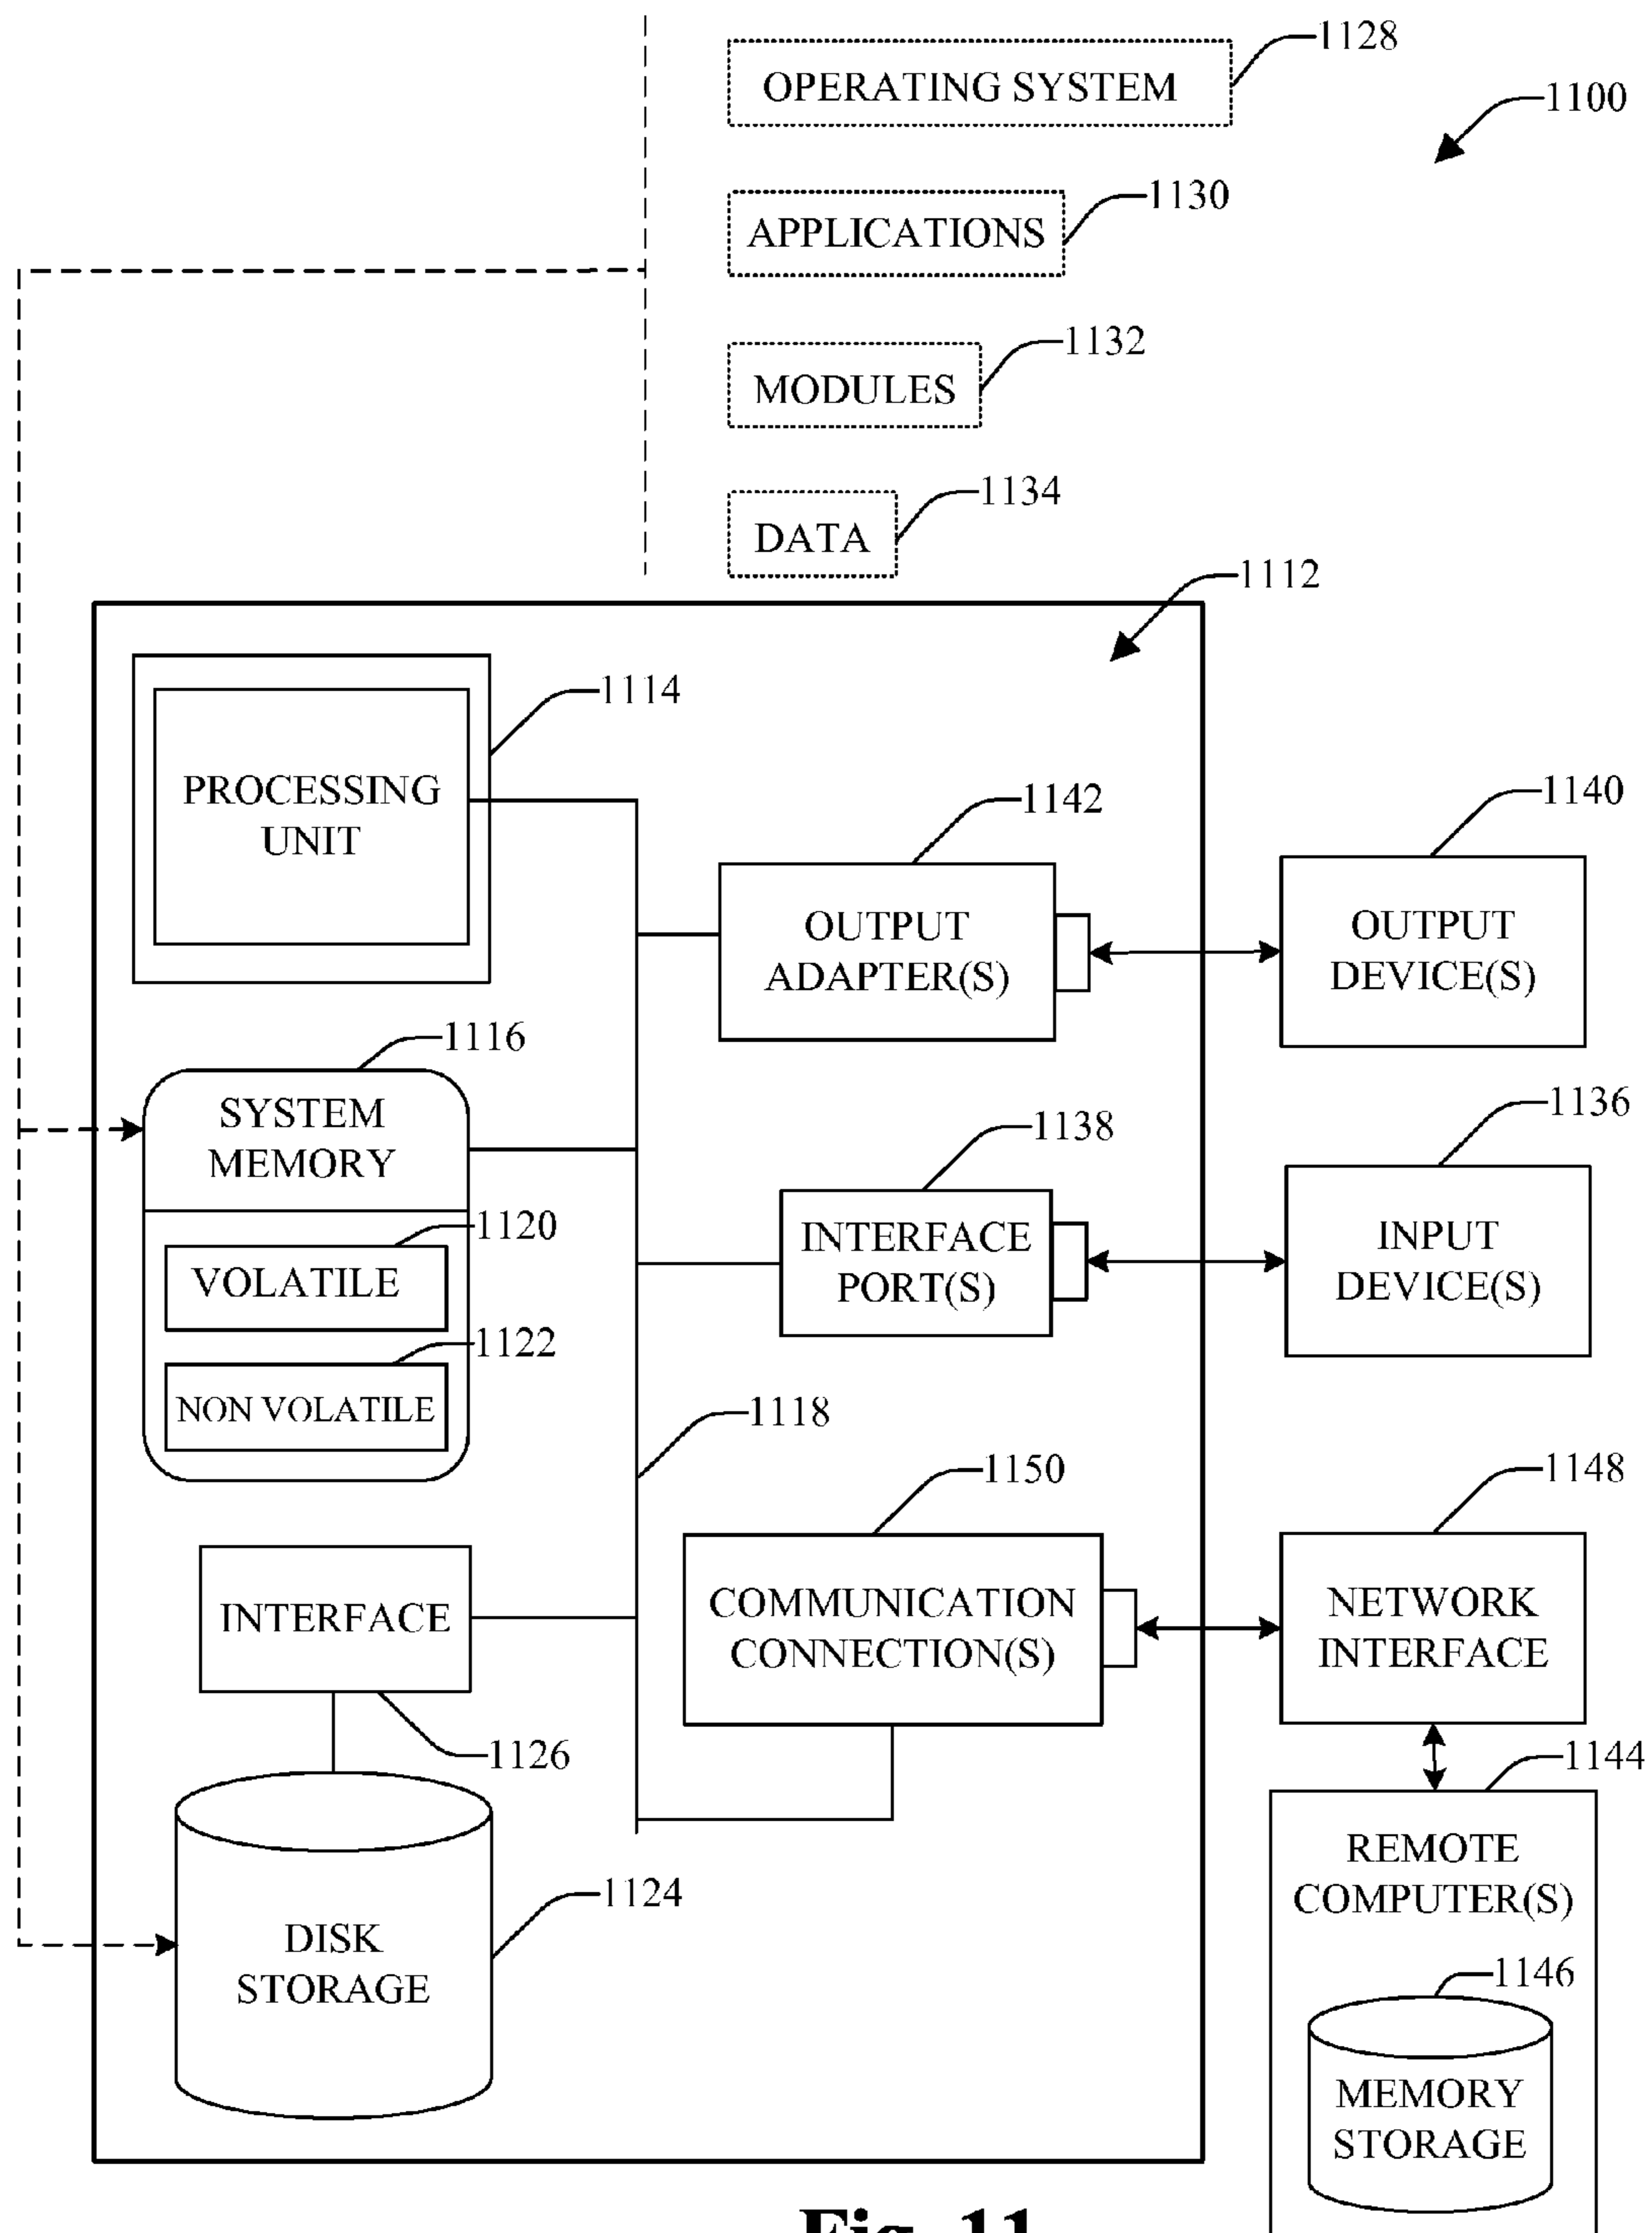 1128
OPERATING SYSTEM
1100
1130
APPLICATIONS
1132
MODULES
1134
DATA
1112
1114
PROCESSING
UNIT
1142
OUTPUT
ADAPTER(S)
1140
OUTPUT
DEVICE(S)
1116
SYSTEM
MEMORY
1120
VOLATILE
1122
NON VOLATILE
1138
INTERFACE
PORT(S)
1136
INPUT
DEVICE(S)
1118
1150
COMMUNICATION
CONNECTION(S)
1148
NETWORK
INTERFACE
INTERFACE
1126
1144
REMOTE
COMPUTER(S)
1124
DISK
STORAGE
1146
MEMORY
STORAGE
Fig. 11